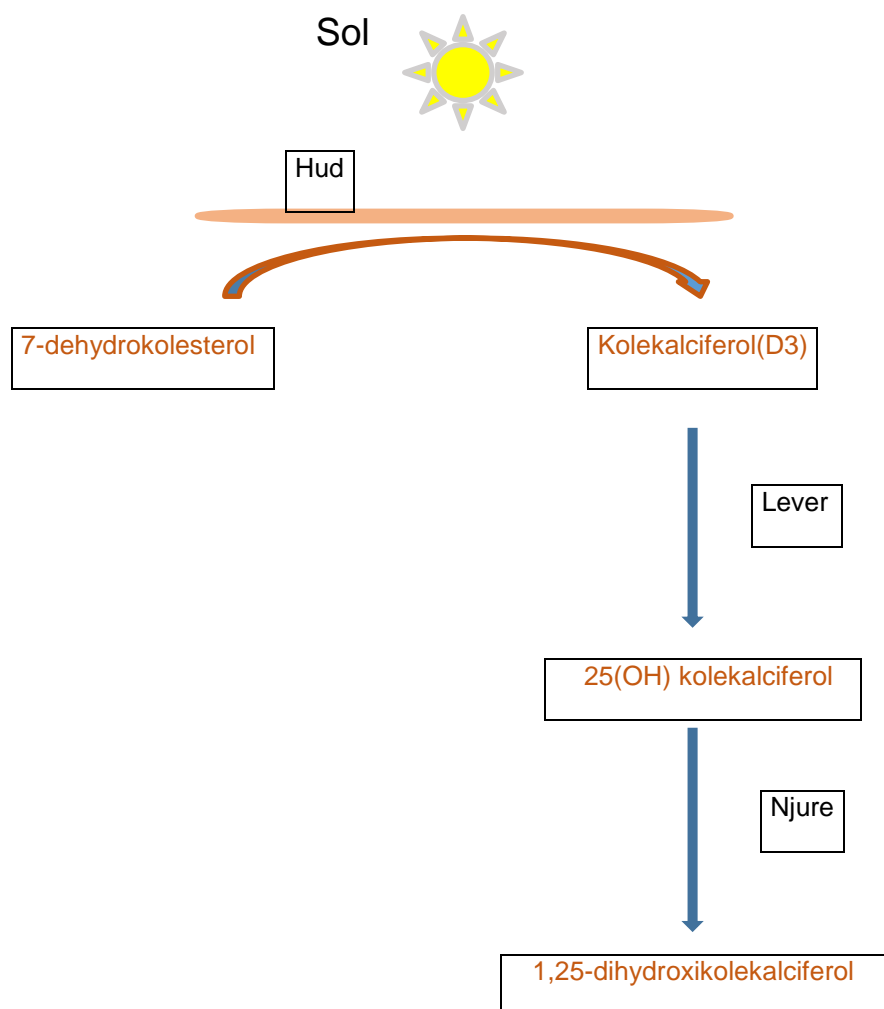 Sol
Hud
7-dehydrokolesterol
Kolekalciferol(D3)
Lever
25(OH) kolekalciferol
Njure
1,25-dihydroxikolekalciferol